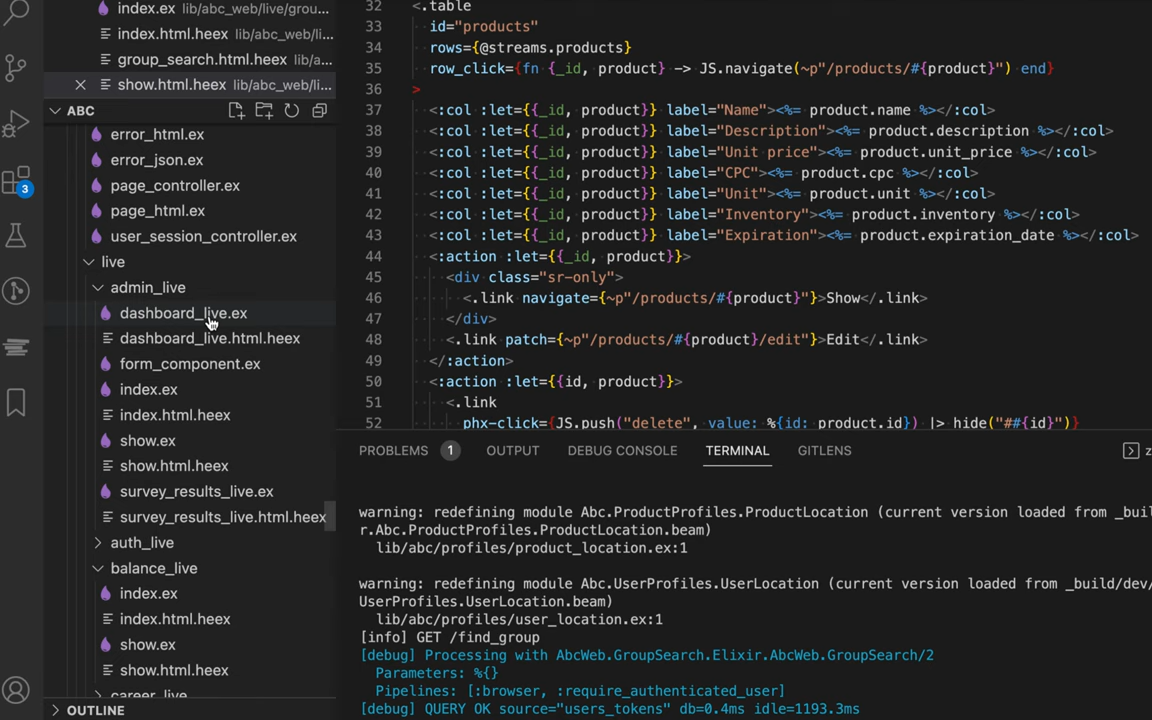 index.ex lib/abc_web/live/grou...
index.html.heex lib/abc_web/li...
group_search.html.heex lib/a...
show.html.heex lib/abc_web/li...
ABC
error_html.ex
error_json.ex
page_controller.ex
page_html.ex
user_session_controller.ex
live
admin_live
dashboard_live.ex
dashboard_live.html.heex
form_component.ex
index.ex
index.html.heex
show.ex
show.html.heex
survey_results_live.ex
survey_results_live.html.heex
auth_live
balance_live
index.ex
index.html.heex
show.ex
show.html.heex
career_live
OUTLINE
3
32 <.table
33 id="products"
34 rows={@streams.products}
35 row_click={fn {_id, product} -> JS.navigate(~p"/products/#{product}") end}
36 >
37 <:col :let={{_id, product}} label="Name"><%= product.name %></:col>
38 <:col :let={{_id, product}} label="Description"><%= product.description %></:col>
39 <:col :let={{_id, product}} label="Unit price"><%= product.unit_price %></:col>
40 <:col :let={{_id, product}} label="CPC"><%= product.cpc %></:col>
41 <:col :let={{_id, product}} label="Unit"><%= product.unit %></:col>
42 <:col :let={{_id, product}} label="Inventory"><%= product.inventory %></:col>
43 <:col :let={{_id, product}} label="Expiration"><%= product.expiration_date %></:col>
44 <:action :let={{_id, product}}>
45 <div class="sr-only">
46 <.link navigate={~p"/products/#{product}"}>Show</.link>
47 </div>
48 <.link patch={~p"/products/#{product}/edit"}>Edit</.link>
49 </:action>
50 <:action :let={{id, product}}>
51 <.link
52 phx-click={JS.push("delete", value: %{id: product.id}) |> hide("##{id}")}
PROBLEMS 1 OUTPUT DEBUG CONSOLE TERMINAL GITLENS z
warning: redefining module Abc.ProductProfiles.ProductLocation (current version loaded from _buil
r.Abc.ProductProfiles.ProductLocation.beam)
lib/abc/profiles/product_location.ex:1
warning: redefining module Abc.UserProfiles.UserLocation (current version loaded from _build/dev/
UserProfiles.UserLocation.beam)
lib/abc/profiles/user_location.ex:1
[info] GET /find_group
[debug] Processing with AbcWeb.GroupSearch.Elixir.AbcWeb.GroupSearch/2
Parameters: %{}
Pipelines: [:browser, :require_authenticated_user]
[debug] QUERY OK source="users_tokens" db=0.4ms idle=1193.3ms